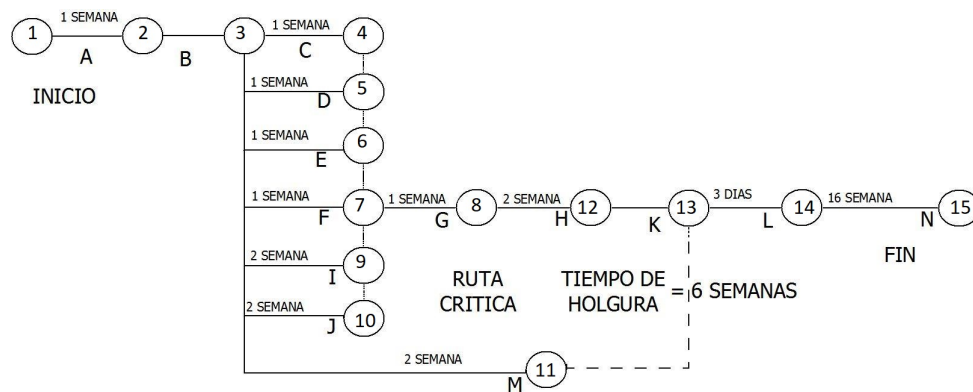 1 SEMANA
1 2 3 1 SEMANA 4
A B C
INICIO
1 SEMANA 5
D
1 SEMANA 6
E
1 SEMANA 7 1 SEMANA 8 2 SEMANA 12 13 3 DIAS 14 16 SEMANA 15
F G H K L N
FIN
2 SEMANA 9
I
RUTA
CRITICA
TIEMPO DE
HOLGURA = 6 SEMANAS
2 SEMANA 10
J
2 SEMANA 11
M